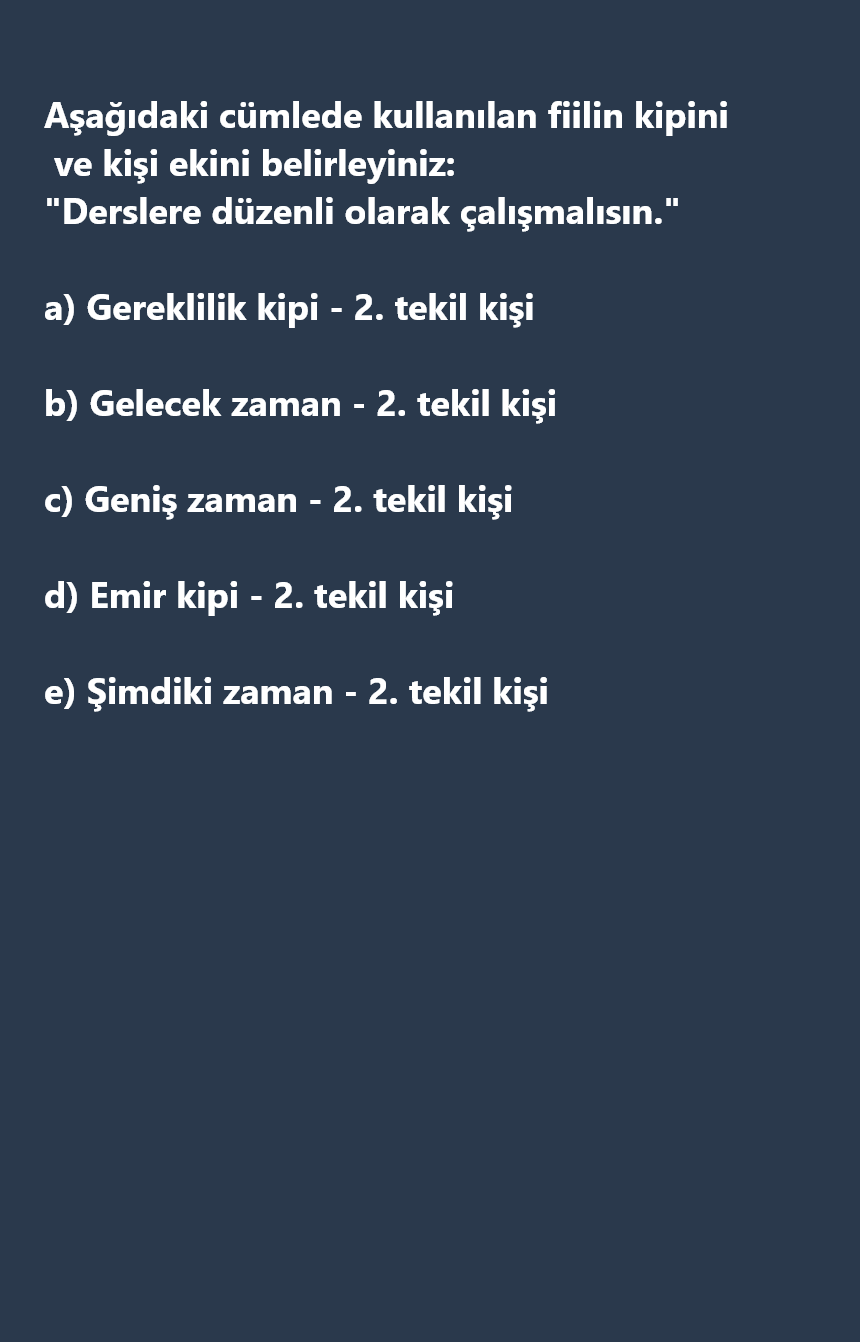 Aşağıdaki cümlede kullanılan fiilin kipini
ve kişi ekini belirleyiniz:
"Derslere düzenli olarak çalışmalısın."
a) Gereklilik kipi - 2. tekil kişi
b) Gelecek zaman - 2. tekil kişi
c) Geniş zaman - 2. tekil kişi
d) Emir kipi - 2. tekil kişi
e) Şimdiki zaman - 2. tekil kişi